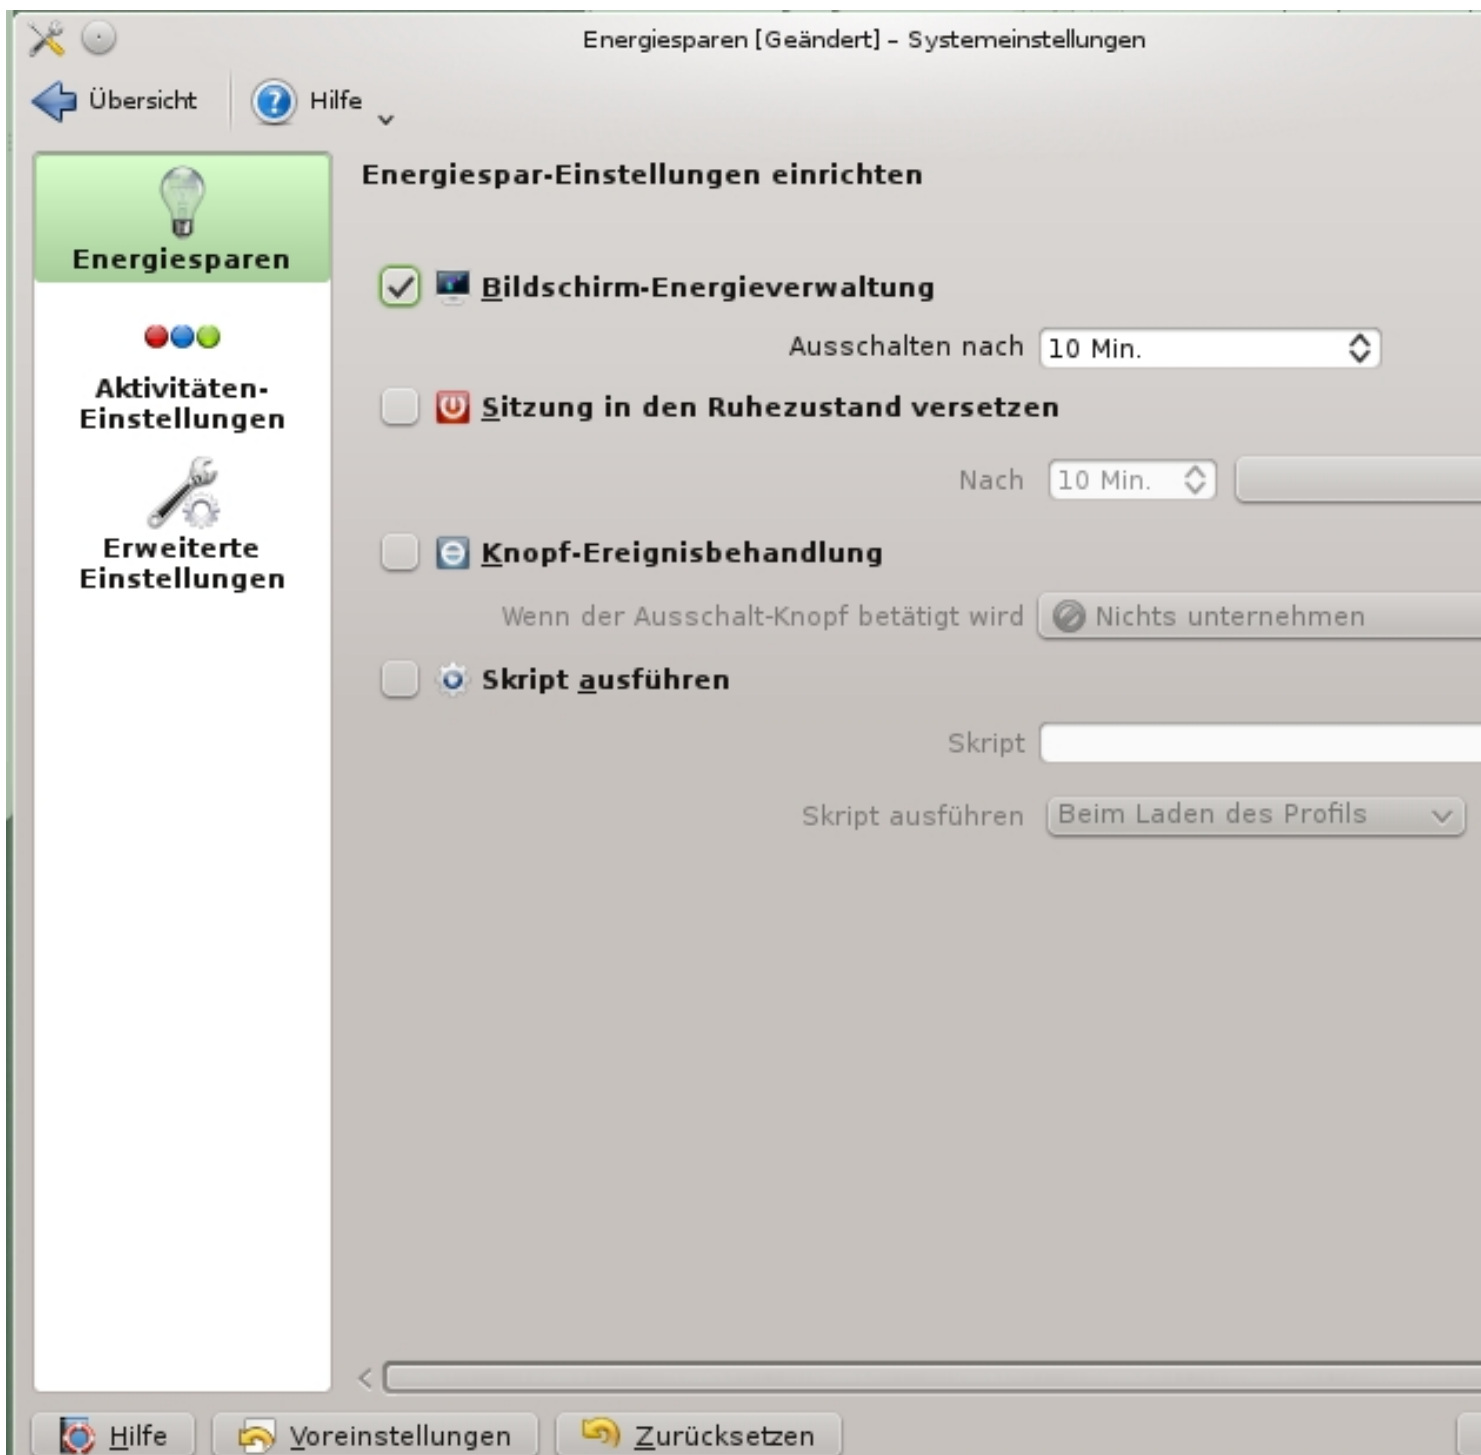 Energiesparen [Geändert] – Systemeinstellungen
Übersicht
Hilfe
Energiesparen
Aktivitäten-
Einstellungen
Erweiterte
Einstellungen
Energiespar-Einstellungen einrichten
Bildschirm-Energieverwaltung
Ausschalten nach 10 Min.
Sitzung in den Ruhezustand versetzen
Nach 10 Min.
Knopf-Ereignisbehandlung
Wenn der Ausschalt-Knopf betätigt wird Nichts unternehmen
Skript ausführen
Skript
Skript ausführen Beim Laden des Profils
Hilfe Voreinstellungen Zurücksetzen